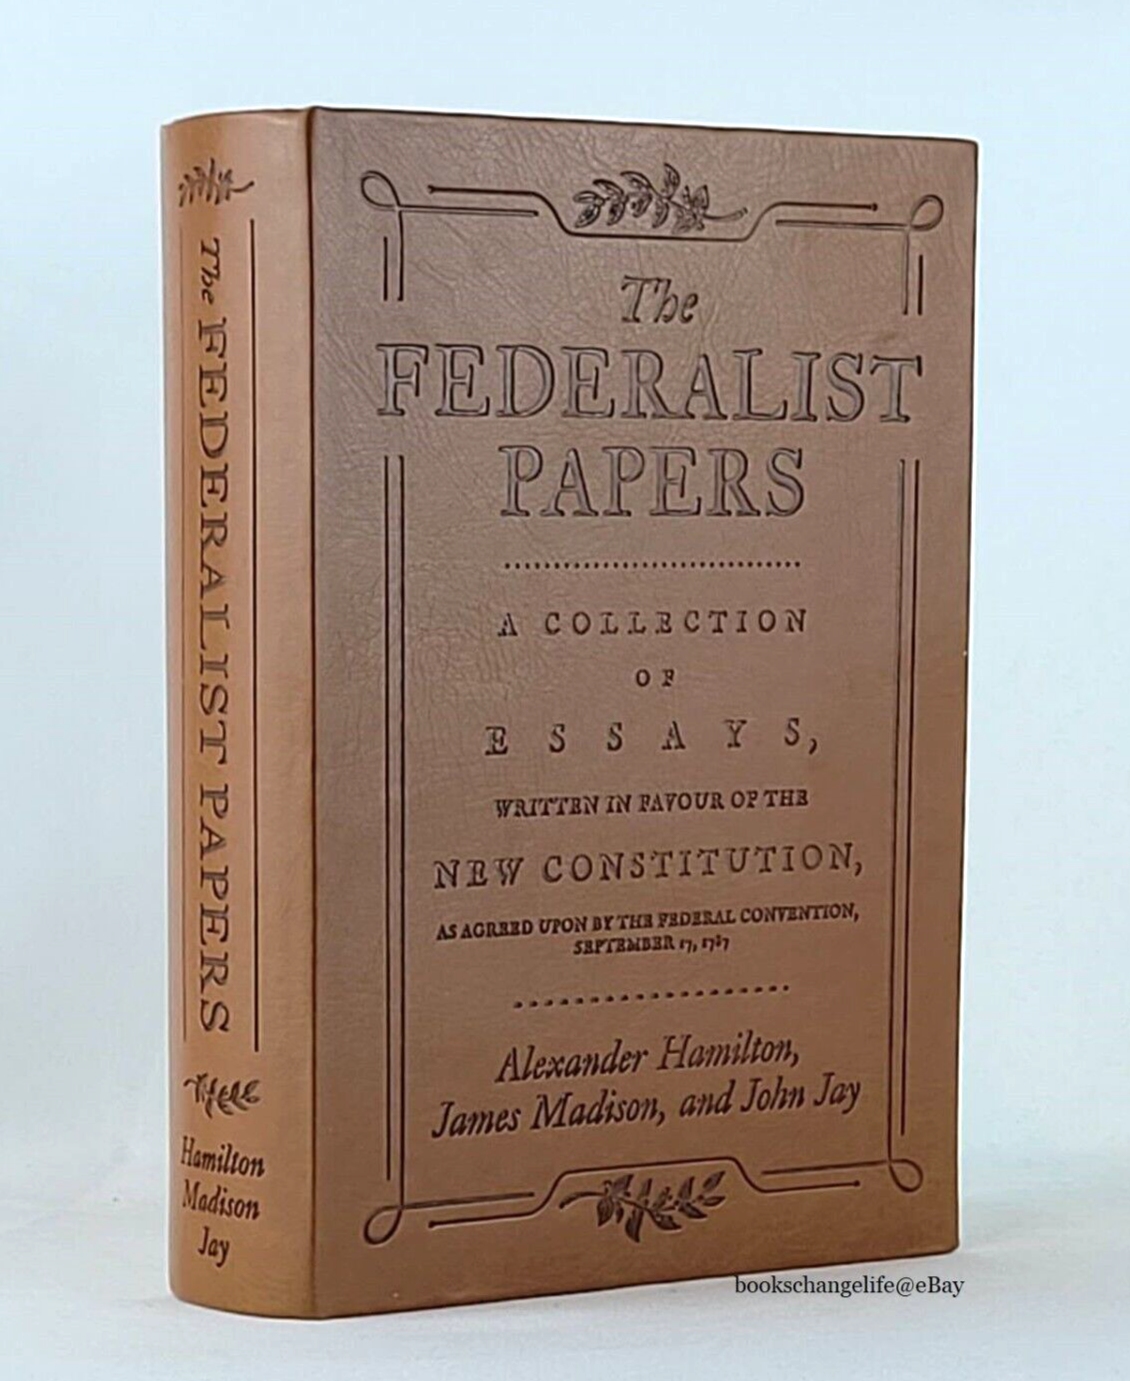 The FEDERALIST PAPERS
Hamilton
Madison
Jay
The
FEDERALIST
PAPERS
A COLLECTION
OF
ESSAYS,
WRITTEN IN FAVOUR OF THE
NEW CONSTITUTION,
AS AGREED UPON BY THE FEDERAL CONVENTION,
SEPTEMBER 17, 1787
Alexander Hamilton,
James Madison, and John Jay
bookschangelife@eBay